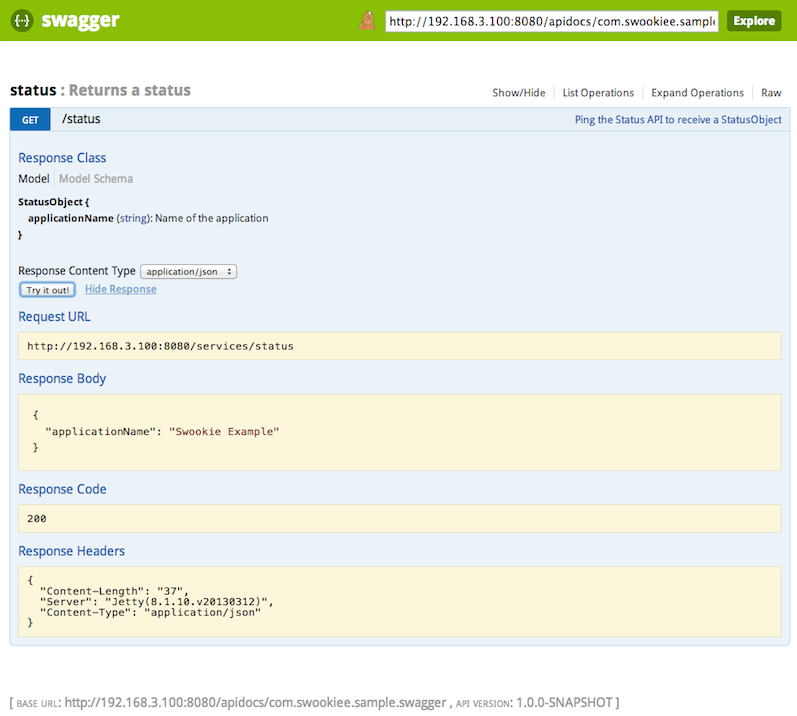 {··} swagger
http://192.168.3.100:8080/apidocs/com.swookiee.sample
Explore
status : Returns a status
Show/Hide
List Operations
Expand Operations
Raw
GET
/status
Ping the Status API to receive a StatusObject
Response Class
Model
Model Schema
StatusObject {
applicationName (string): Name of the application
}
Response Content Type
application/json
Try it out!
Hide Response
Request URL
http://192.168.3.100:8080/services/status
Response Body
{
"applicationName": "Swookie Example"
}
Response Code
200
Response Headers
{
"Content-Length": "37",
"Server": "Jetty(8.1.10.v20130312)",
"Content-Type": "application/json"
}
[ BASE URL: http://192.168.3.100:8080/apidocs/com.swookiee.sample.swagger , API VERSION: 1.0.0-SNAPSHOT ]